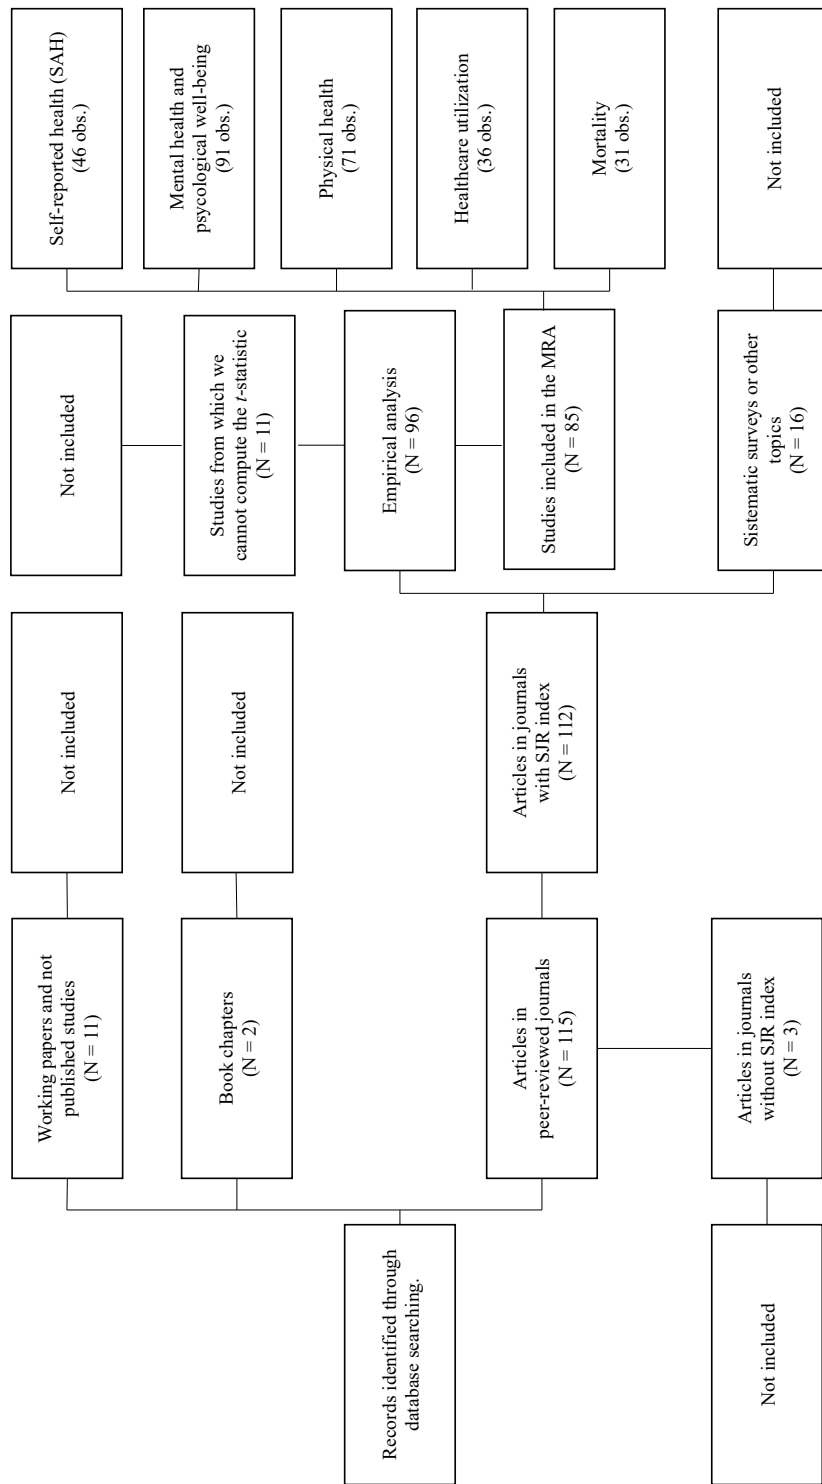 Records identified through
database searching.
Working papers and not
published studies
(N = 11)
Not included
Book chapters
(N = 2)
Not included
Articles in
peer-reviewed journals
(N = 115)
Articles in journals
without SJR index
(N = 3)
Not included
Articles in journals
with SJR index
(N = 112)
Not included
Studies from which we
cannot compute the t-statistic
(N = 11)
Empirical analysis
(N = 96)
Studies included in the MRA
(N = 85)
Sistematic surveys or other
topics
(N = 16)
Not included
Self-reported health (SAH)
(46 obs.)
Mental health and
psycological well-being
(91 obs.)
Physical health
(71 obs.)
Healthcare utilization
(36 obs.)
Mortality
(31 obs.)